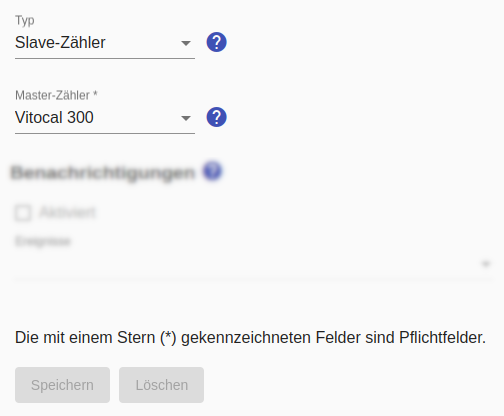 Typ
Slave-Zähler
?
Master-Zähler *
Vitocal 300
?
Benachrichtigungen ?
Aktiviert
Ereignisse
Die mit einem Stern (*) gekennzeichneten Felder sind Pflichtfelder.
Speichern Löschen